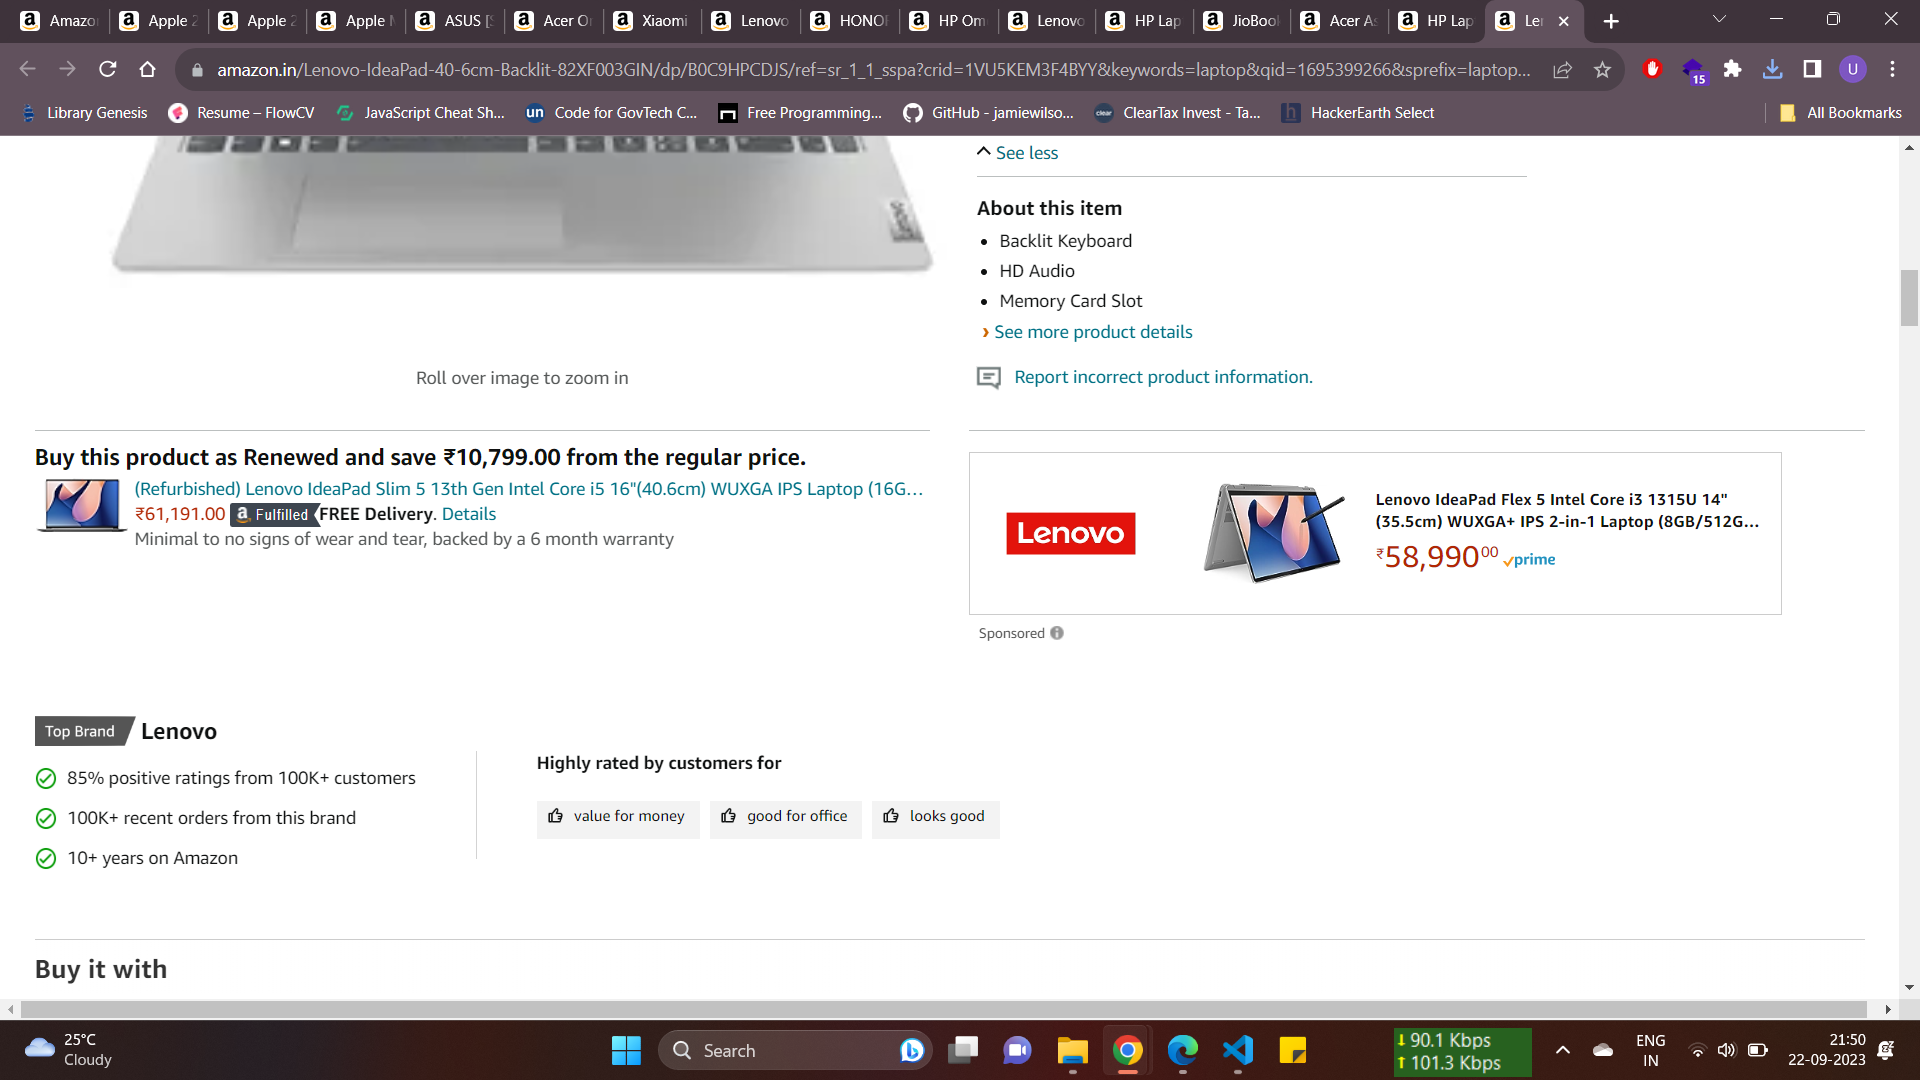 Amazon
Apple 2
Apple 2
Apple M
ASUS [S
Acer On
Xiaomi
Lenovo
HONOR
HP Om
Lenovo
HP Lap
JioBook
Acer As
HP Lap
Len
amazon.in/Lenovo-IdeaPad-40-6cm-Backlit-82XF003GIN/dp/B0C9HPCDJS/ref=sr_1_1_sspa?crid=1VU5KEM3F4BYY&keywords=laptop&qid=1695399266&sprefix=laptop...
15
U
Library Genesis
Resume – FlowCV
JavaScript Cheat Sh...
un Code for GovTech C...
Free Programming...
GitHub - jamiewilso...
clear ClearTax Invest - Ta...
h HackerEarth Select
All Bookmarks
See less
About this item
• Backlit Keyboard
• HD Audio
• Memory Card Slot
› See more product details
Report incorrect product information.
Lenovo
Roll over image to zoom in
Buy this product as Renewed and save ₹10,799.00 from the regular price.
(Refurbished) Lenovo IdeaPad Slim 5 13th Gen Intel Core i5 16"(40.6cm) WUXGA IPS Laptop (16G...
₹61,191.00 a Fulfilled FREE Delivery. Details
Minimal to no signs of wear and tear, backed by a 6 month warranty
Lenovo
Lenovo IdeaPad Flex 5 Intel Core i3 1315U 14"
(35.5cm) WUXGA+ IPS 2-in-1 Laptop (8GB/512G...
₹58,99000 prime
Sponsored
Top Brand Lenovo
85% positive ratings from 100K+ customers
100K+ recent orders from this brand
10+ years on Amazon
Highly rated by customers for
value for money
good for office
looks good
Buy it with
25°C
Cloudy
Search
90.1 Kbps
101.3 Kbps
ENG
IN
21:50
22-09-2023